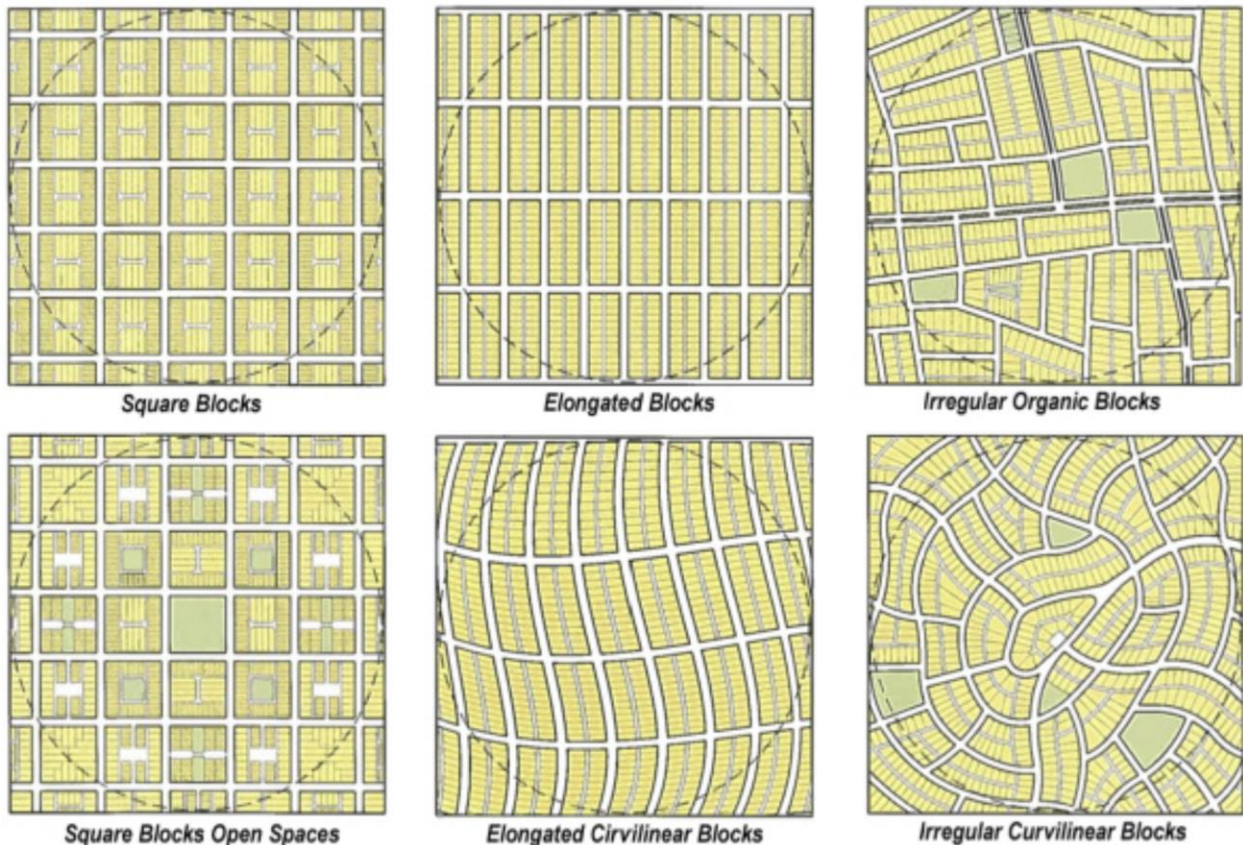 Square Blocks
Elongated Blocks
Irregular Organic Blocks
Square Blocks Open Spaces
Elongated Cirvilinear Blocks
Irregular Curvilinear Blocks